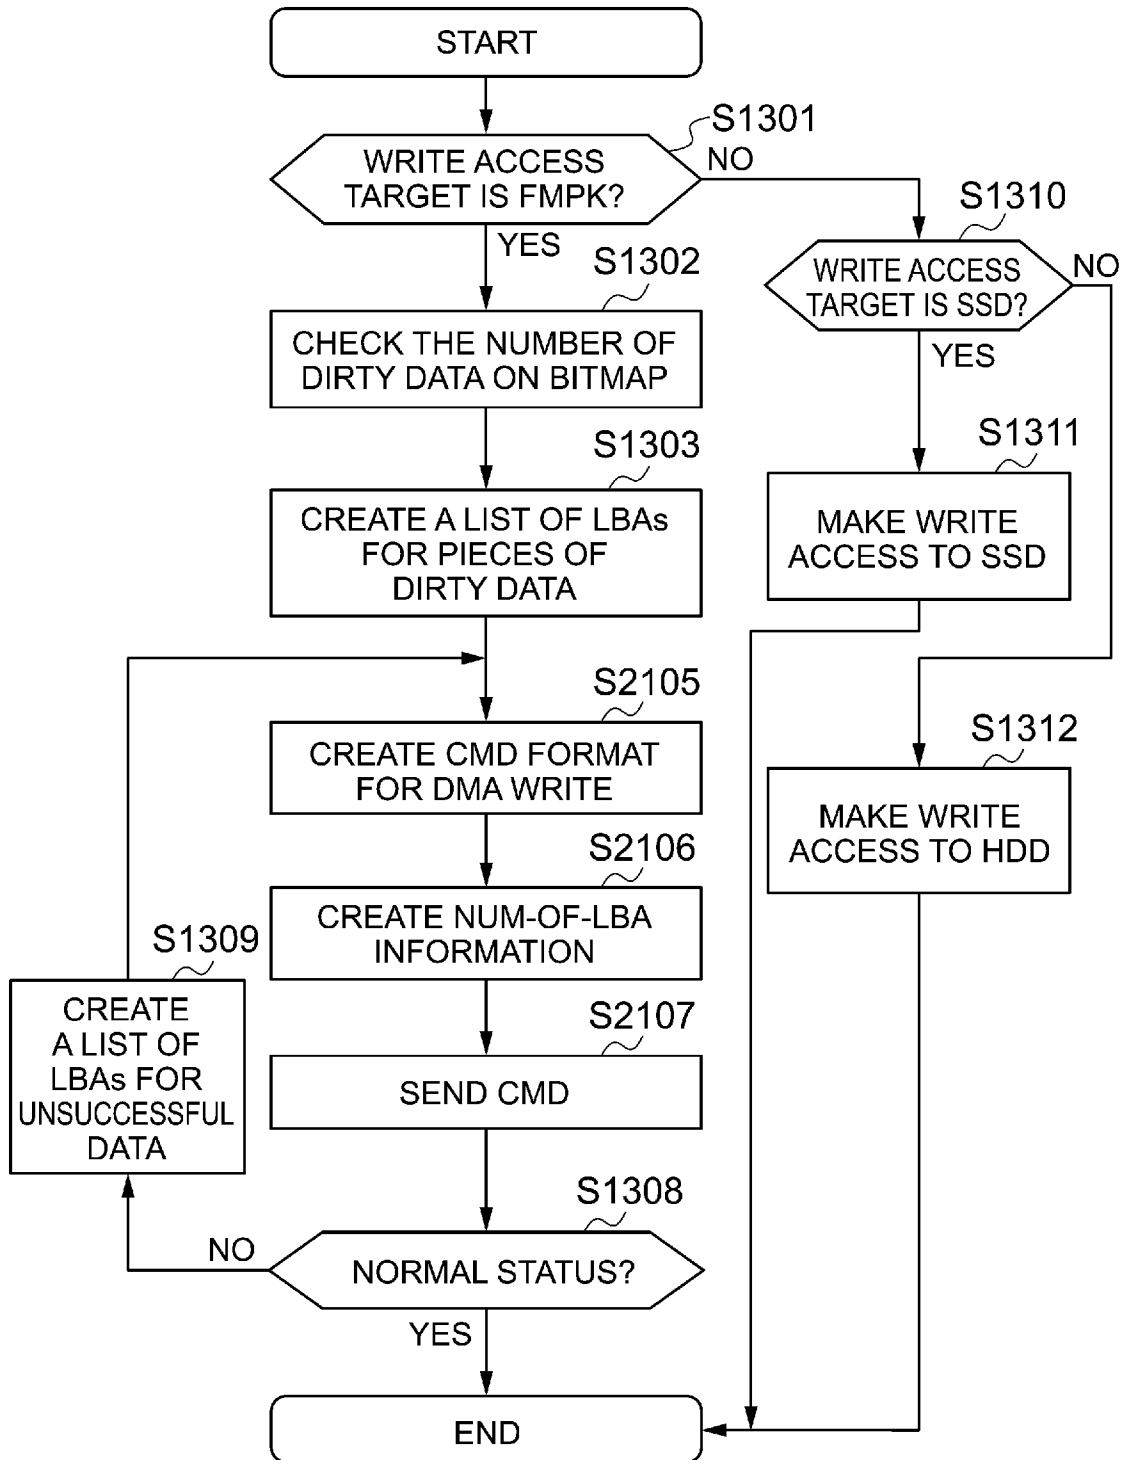 START
S1301
WRITE ACCESS
TARGET IS FMPK?
NO
YES
S1310
WRITE ACCESS
TARGET IS SSD?
NO
YES
S1302
CHECK THE NUMBER OF
DIRTY DATA ON BITMAP
S1303
CREATE A LIST OF LBAs
FOR PIECES OF
DIRTY DATA
S1311
MAKE WRITE
ACCESS TO SSD
S2105
CREATE CMD FORMAT
FOR DMA WRITE
S1312
MAKE WRITE
ACCESS TO HDD
S2106
CREATE NUM-OF-LBA
INFORMATION
S1309
CREATE
A LIST OF
LBAs FOR
UNSUCCESSFUL
DATA
S2107
SEND CMD
S1308
NORMAL STATUS?
NO
YES
END